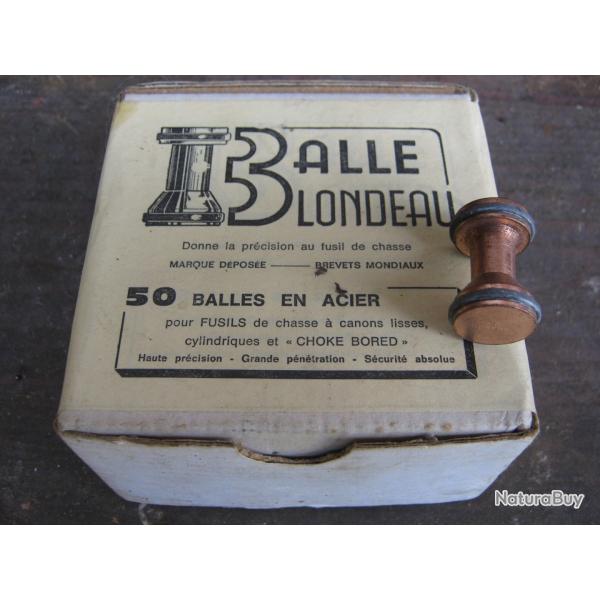 BALLE
BLONDEAU
Donne la précision au fusil de chasse
MARQUE DÉPOSÉE — BREVETS MONDIAUX
50 BALLES EN ACIER
pour FUSILS de chasse à canons lisses,
cylindriques et « CHOKE BORED »
Haute précision - Grande pénétration - Sécurité absolue
NaturaBuy